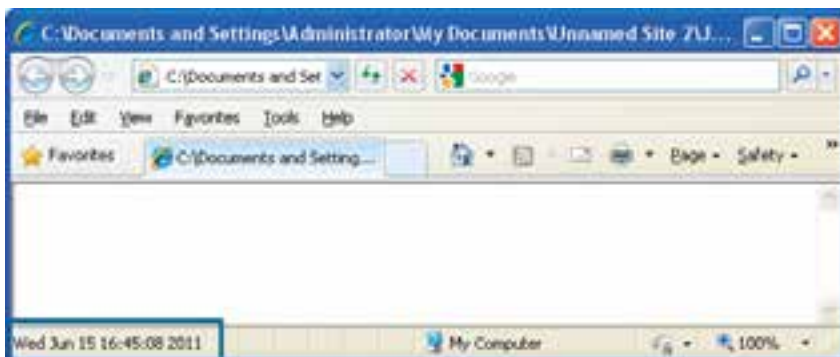 C:\Documents and Settings\Administrator\My Documents\Unnamed Site 7\J...
C:\Documents and Set
Google
File Edit View Favorites Tools Help
Favorites C:\Documents and Setting... Page Safety »
Wed Jun 15 16:45:08 2011 My Computer 100%